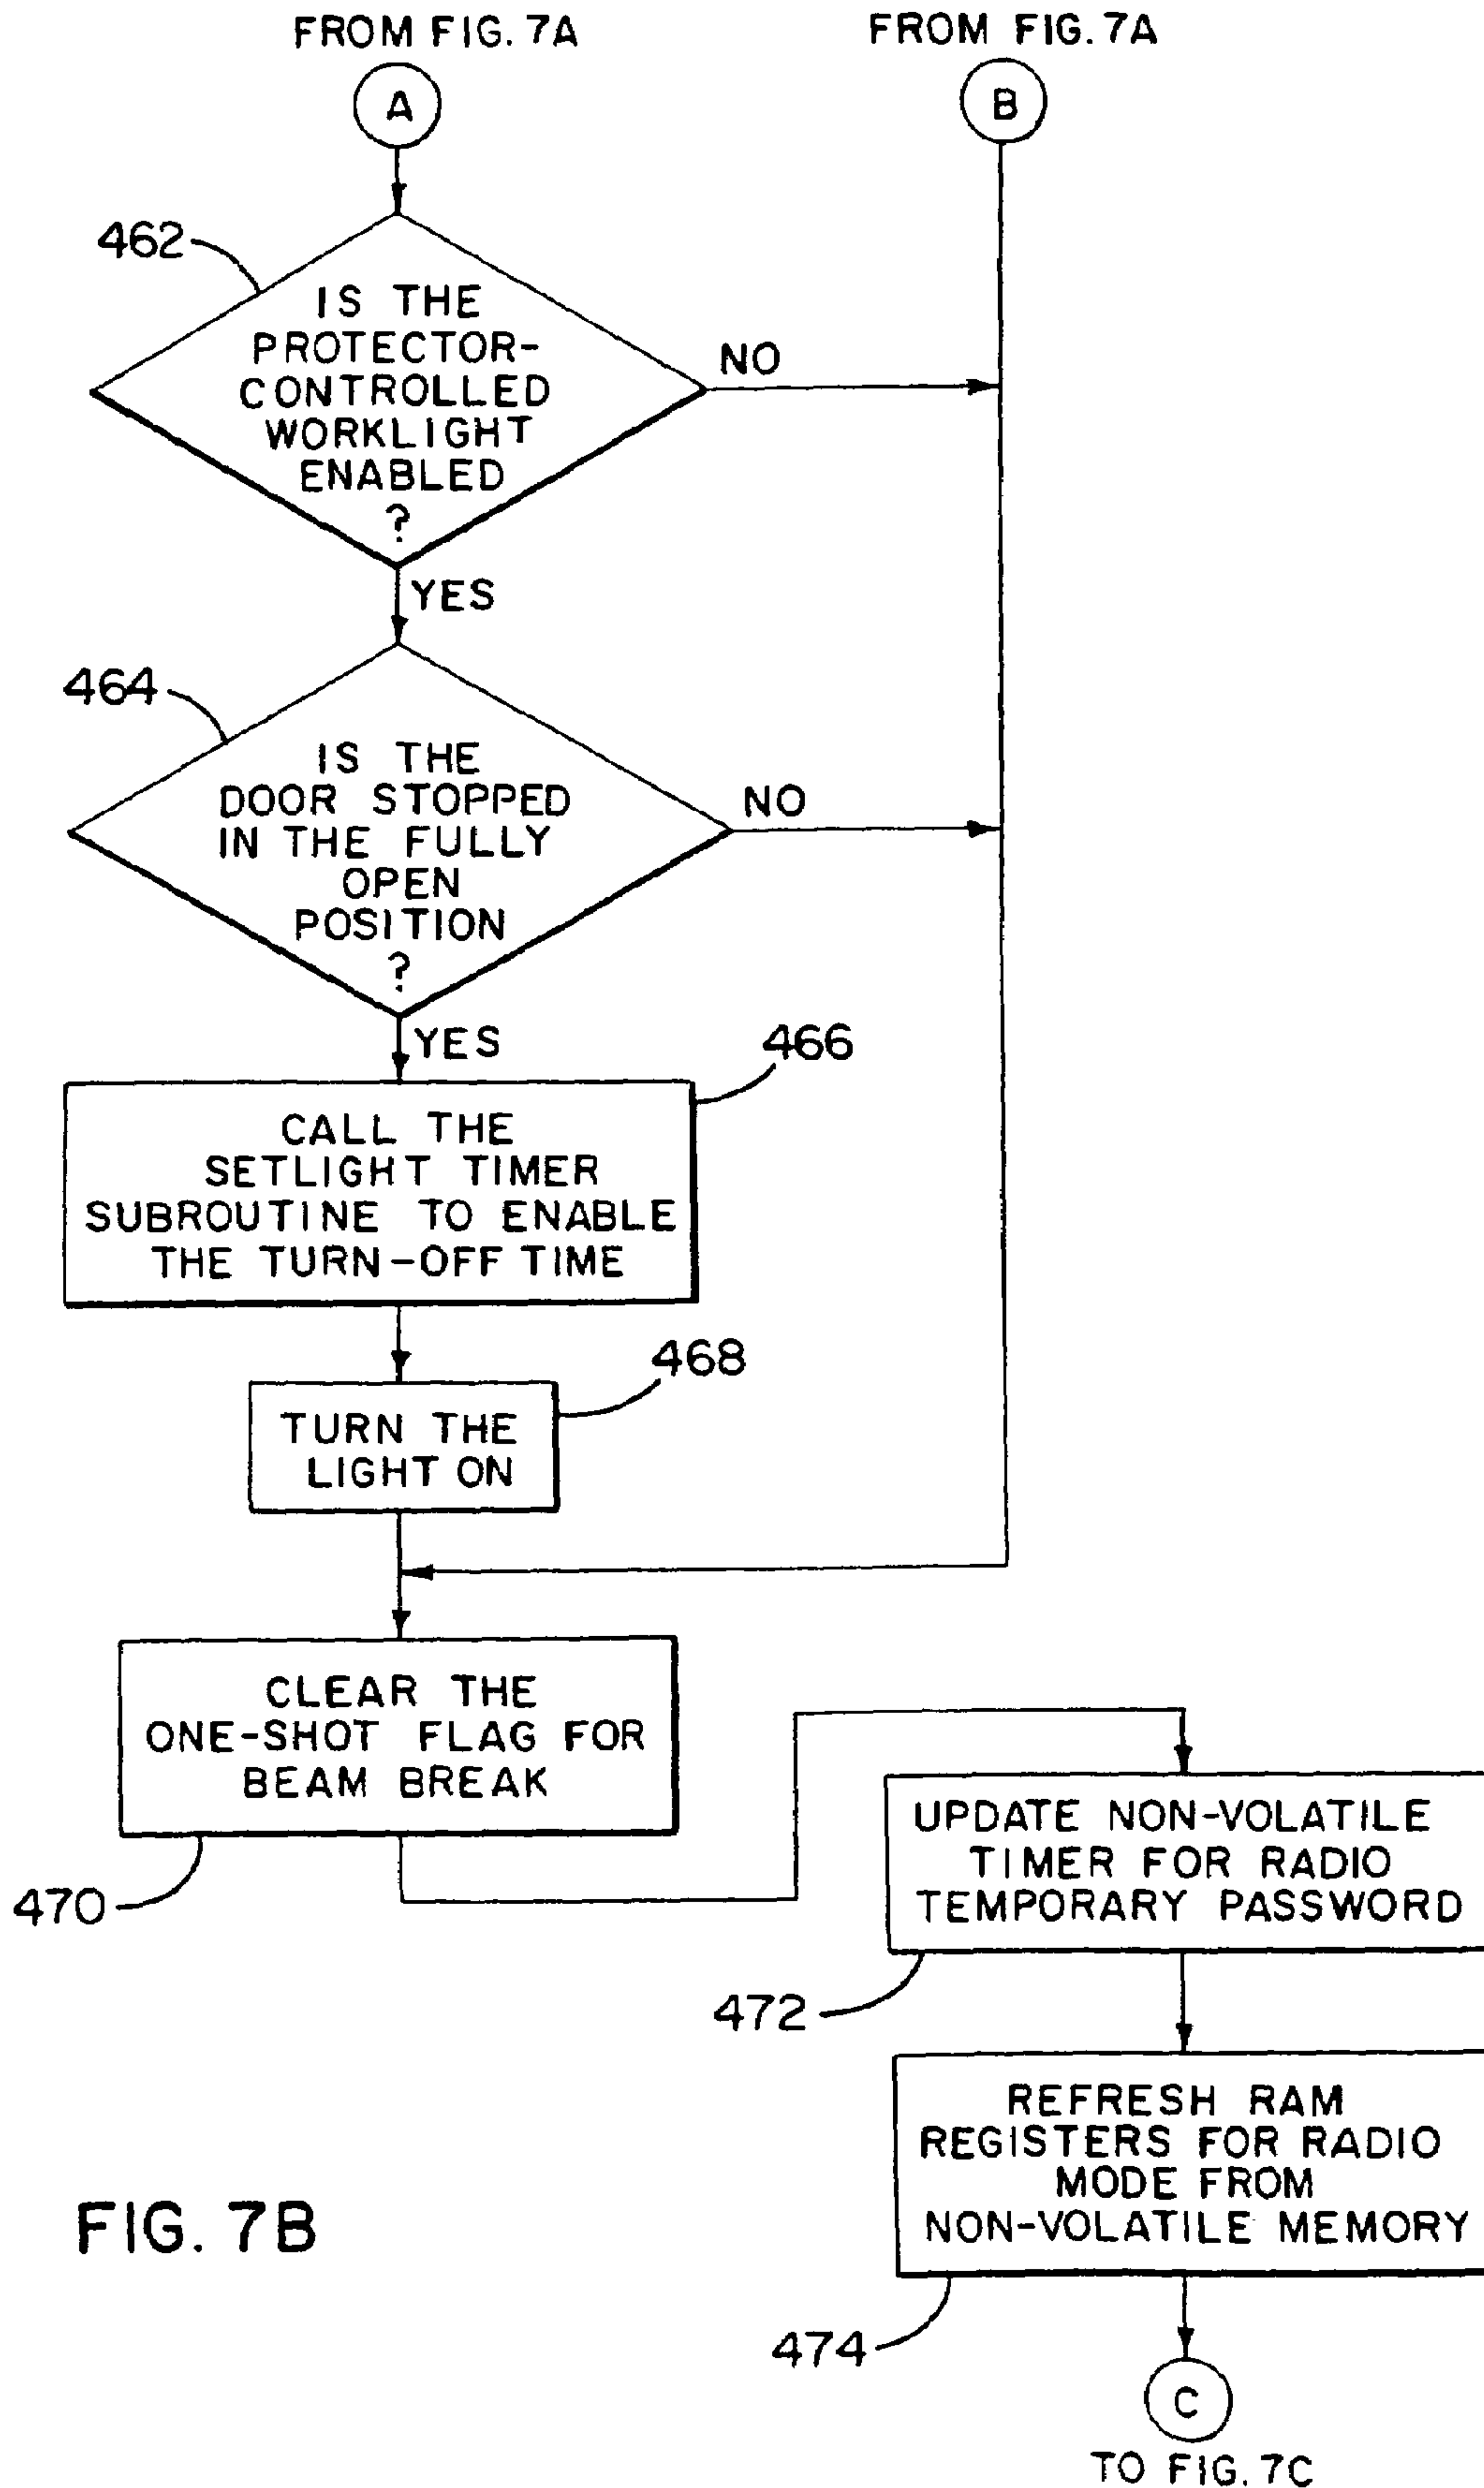 FROM FIG. 7A
FROM FIG. 7A
A
B
462
IS THE
PROTECTOR-
CONTROLLED
WORKLIGHT
ENABLED
?
NO
YES
464
IS THE
DOOR STOPPED
IN THE FULLY
OPEN
POSITION
?
NO
YES
466
CALL THE
SETLIGHT TIMER
SUBROUTINE TO ENABLE
THE TURN-OFF TIME
468
TURN THE
LIGHT ON
CLEAR THE
ONE-SHOT FLAG FOR
BEAM BREAK
470
UPDATE NON-VOLATILE
TIMER FOR RADIO
TEMPORARY PASSWORD
472
REFRESH RAM
REGISTERS FOR RADIO
MODE FROM
NON-VOLATILE MEMORY
474
C
TO FIG. 7C
FIG. 7B